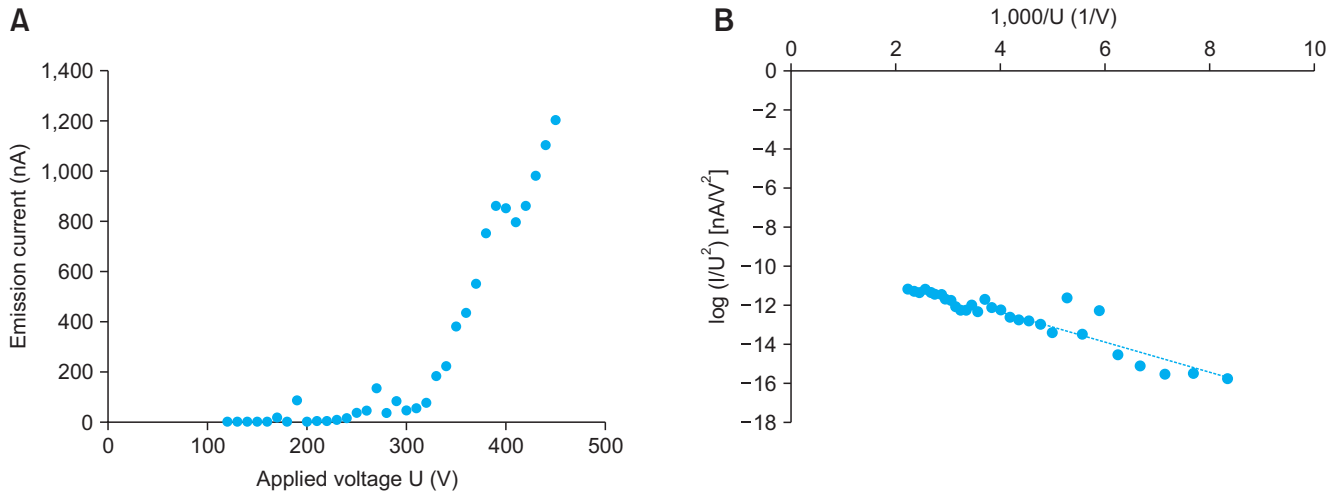 A
1,400
1,200
1,000
800
600
400
200
0
0 100 200 300 400 500
Emission current (nA)
Applied voltage U (V)
B
1,000/U (1/V)
0 2 4 6 8 10
0
−2
−4
−6
−8
−10
−12
−14
−16
−18
log (I/U²) [nA/V²]